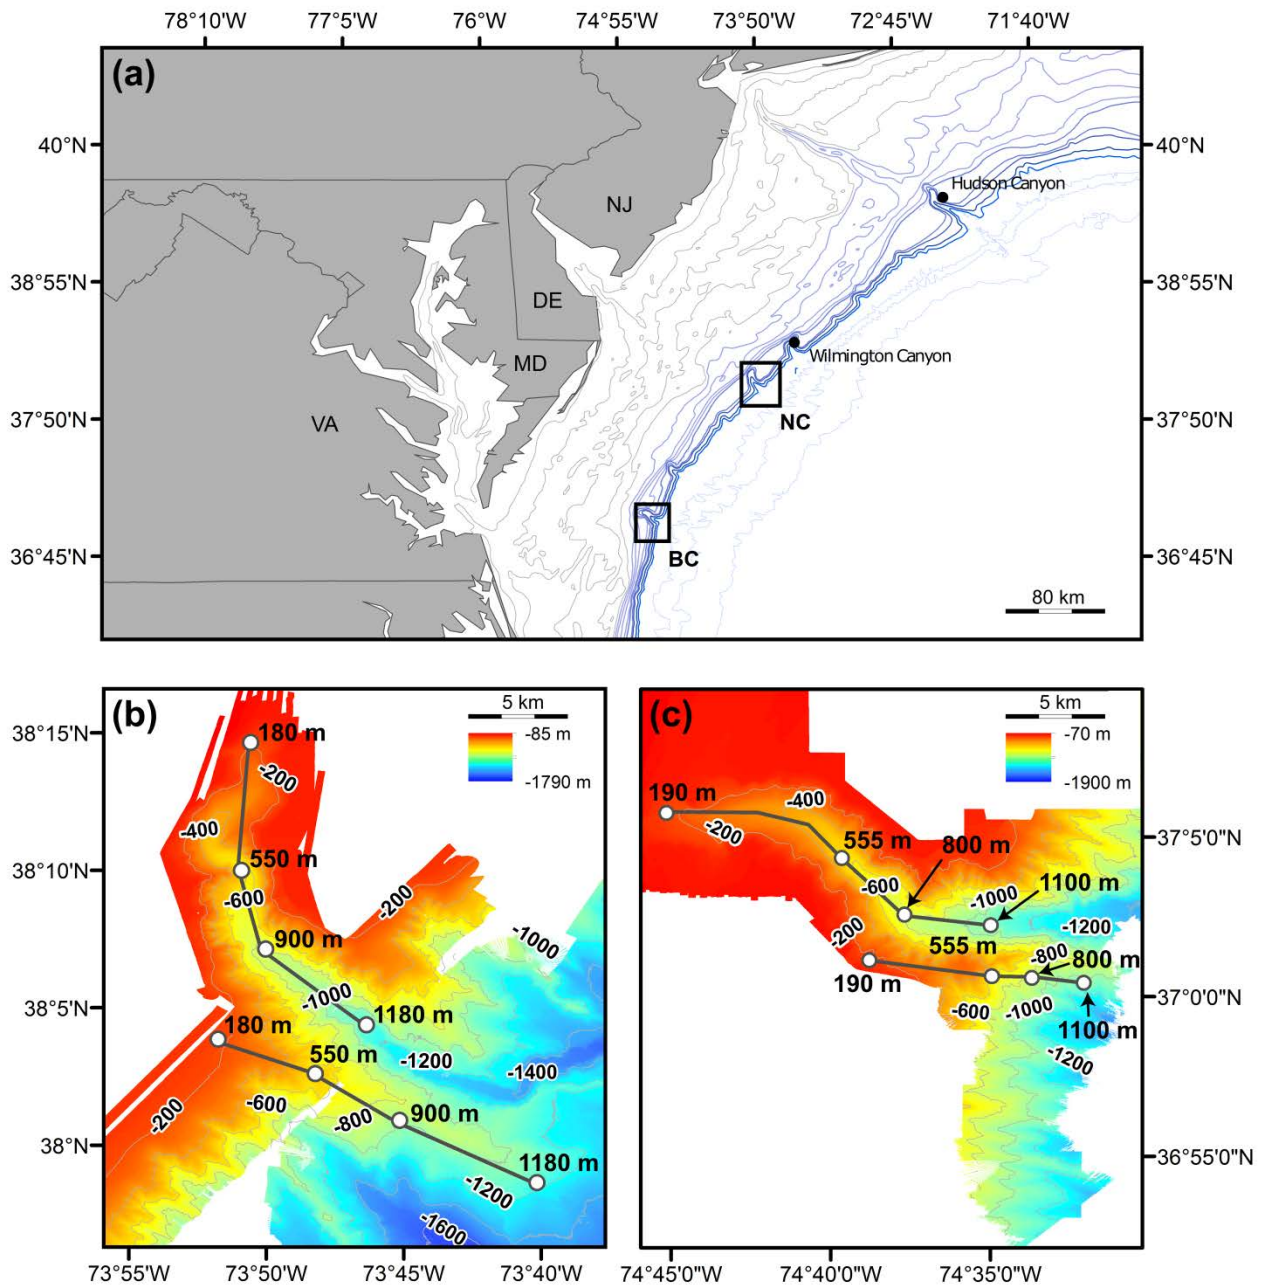 78°10'W 77°5'W 76°W 74°55'W 73°50'W 72°45'W 71°40'W
(a)
40°N 40°N
Hudson Canyon
NJ
38°55'N 38°55'N
DE
Wilmington Canyon
MD
NC
37°50'N 37°50'N
VA
36°45'N 36°45'N
BC
80 km
(b)
5 km
-85 m
-1790 m
38°15'N
180 m
-200
-400
38°10'N
550 m
-600
-200
900 m
-1000
-1000
38°5'N
180 m
1180 m
550 m
-1200
-1400
-600
-200
-800
900 m
38°N
1180 m
-1200
-1600
73°55'W 73°50'W 73°45'W 73°40'W
(c)
5 km
-70 m
-1900 m
190 m
-400
-200
555 m
800 m
37°5'0"N
-600
-1000
1100 m
-1200
-200
555 m
-800
800 m
190 m
37°0'0"N
-600
-1000
1100 m
-1200
36°55'0"N
74°45'W 74°40'W 74°35'W